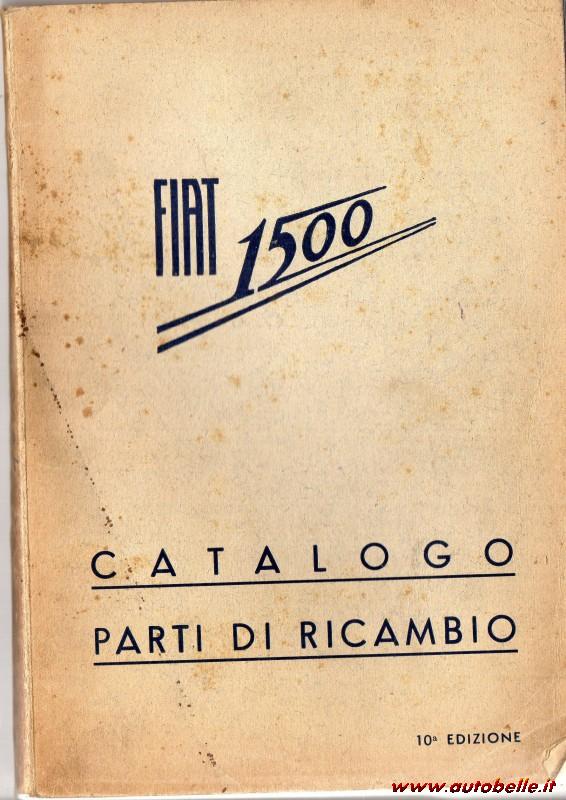 FIAT 1500
CATALOGO
PARTI DI RICAMBIO
10ª EDIZIONE
www.autobelle.it